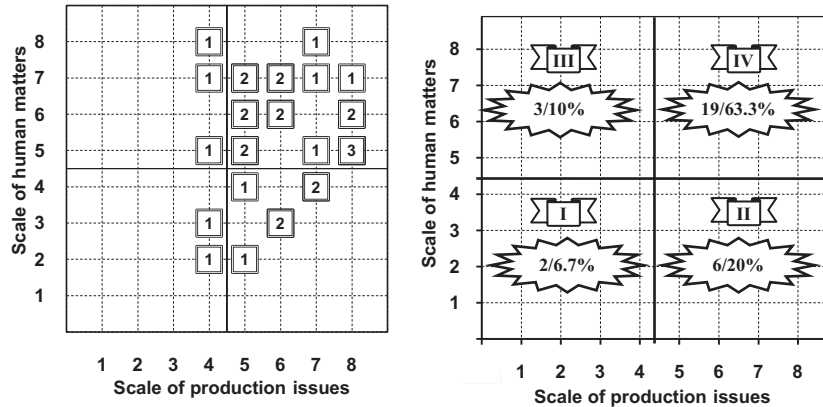 8 1 1
7 1 2 2 1 1
6 2 2 2
5 1 2 1 3
4 1 2
3 1 2
2 1 1
1
1 2 3 4 5 6 7 8
Scale of production issues
Scale of human matters
8 III IV
7
6 3/10% 19/63.3%
5
4
3 I II
2 2/6.7% 6/20%
1
1 2 3 4 5 6 7 8
Scale of production issues
Scale of human matters